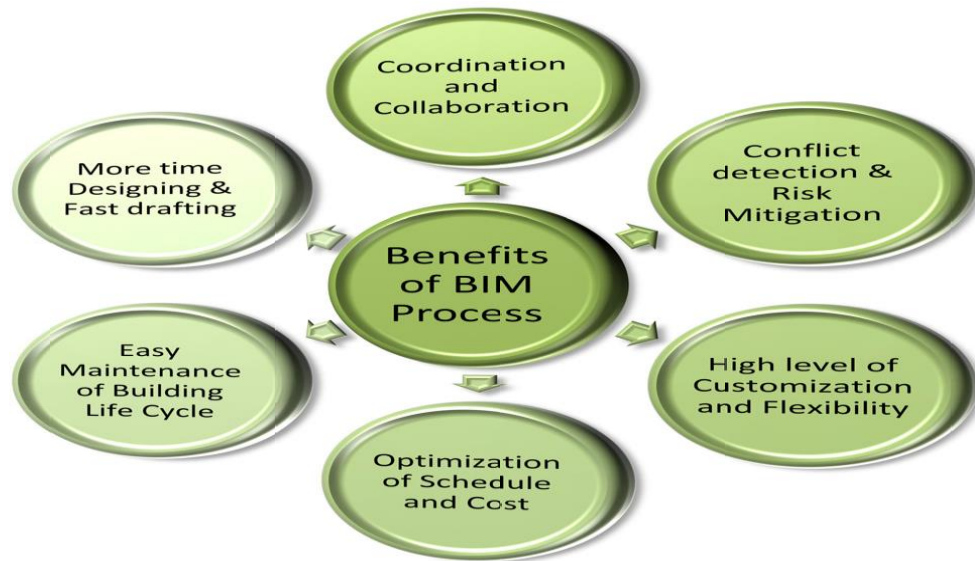 Coordination
and
Collaboration
Conflict
detection &
Risk
Mitigation
High level of
Customization
and Flexibility
Optimization
of Schedule
and Cost
Easy
Maintenance
of Building
Life Cycle
More time
Designing &
Fast drafting
Benefits
of BIM
Process